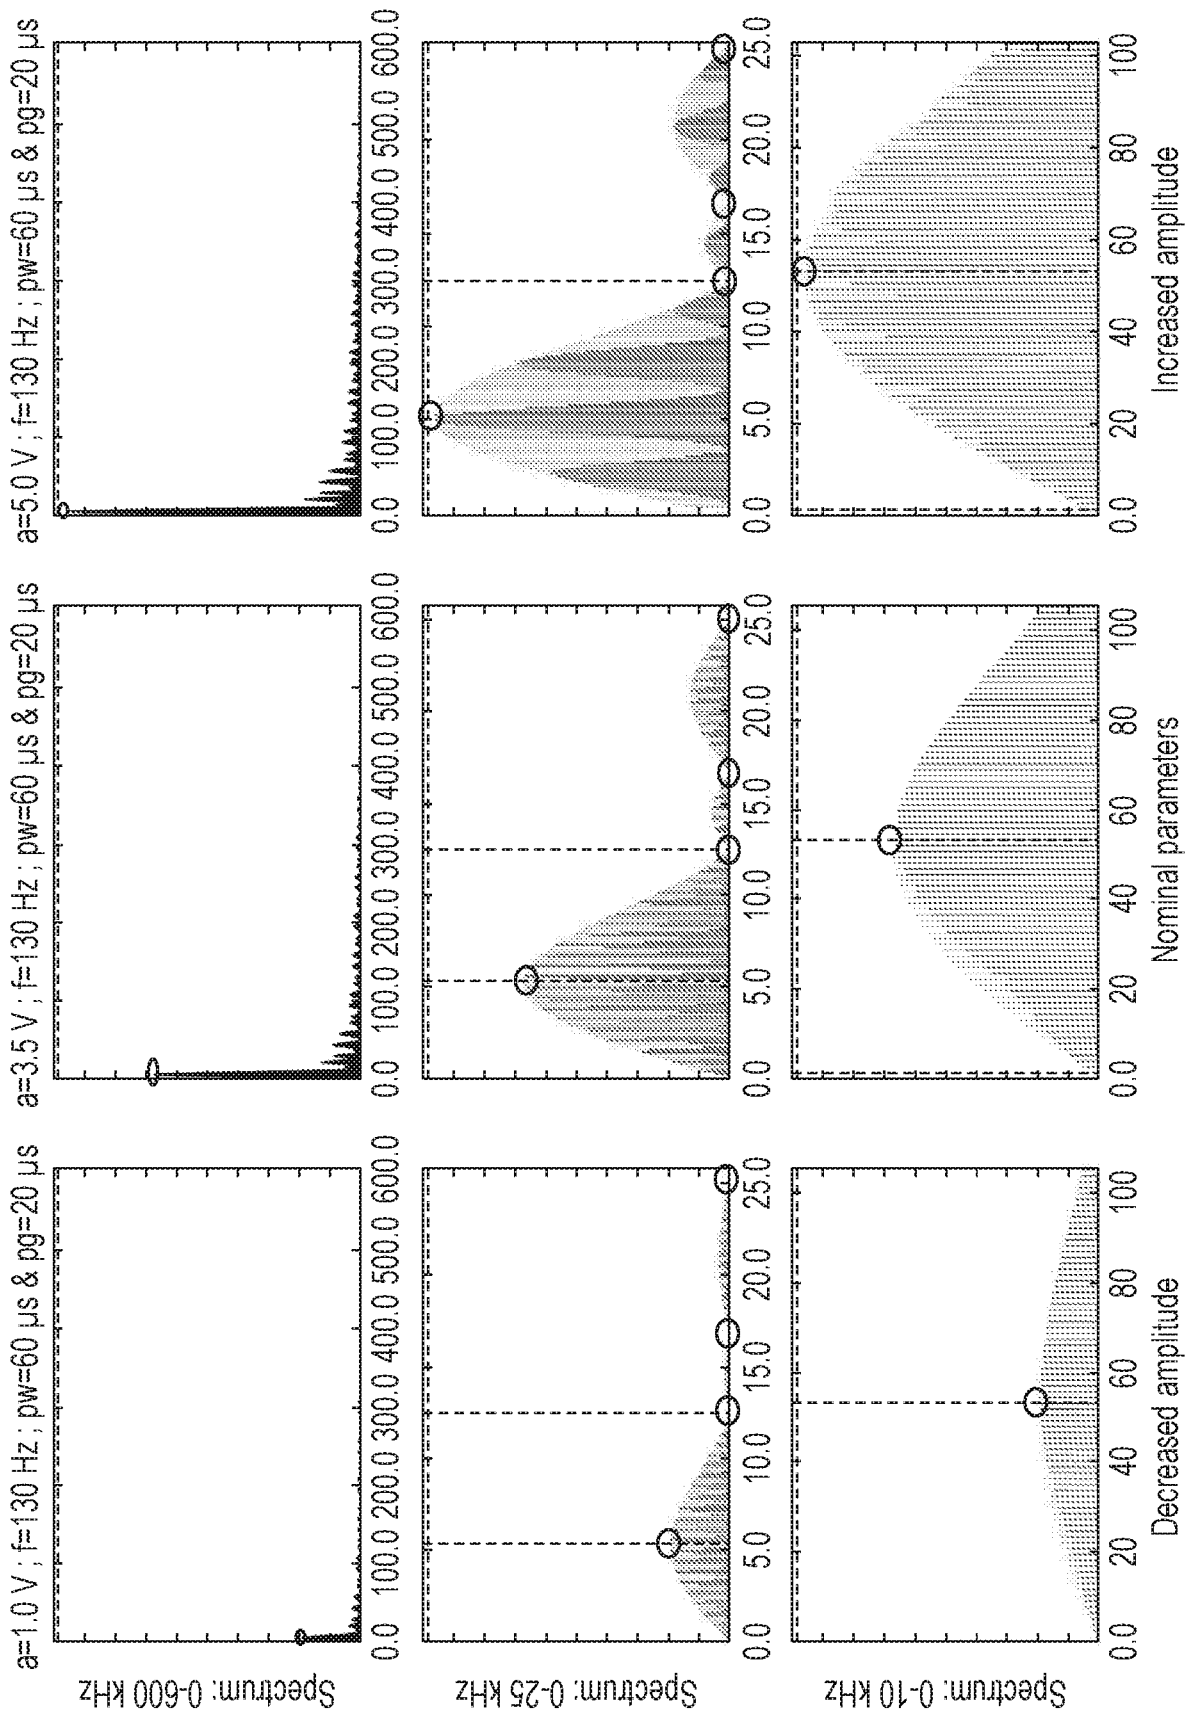 a=1.0 V ; f=130 Hz ; pw=60 µs & pg=20 µs
a=3.5 V ; f=130 Hz ; pw=60 µs & pg=20 µs
a=5.0 V ; f=130 Hz ; pw=60 µs & pg=20 µs
Spectrum: 0-600 kHz
0.0 100.0 200.0 300.0 400.0 500.0 600.0
0.0 100.0 200.0 300.0 400.0 500.0 600.0
0.0 100.0 200.0 300.0 400.0 500.0 600.0
Spectrum: 0-25 kHz
0.0 5.0 10.0 15.0 20.0 25.0
0.0 5.0 10.0 15.0 20.0 25.0
0.0 5.0 10.0 15.0 20.0 25.0
Spectrum: 0-10 kHz
0.0 20 40 60 80 100
0.0 20 40 60 80 100
0.0 20 40 60 80 100
Decreased amplitude
Nominal parameters
Increased amplitude